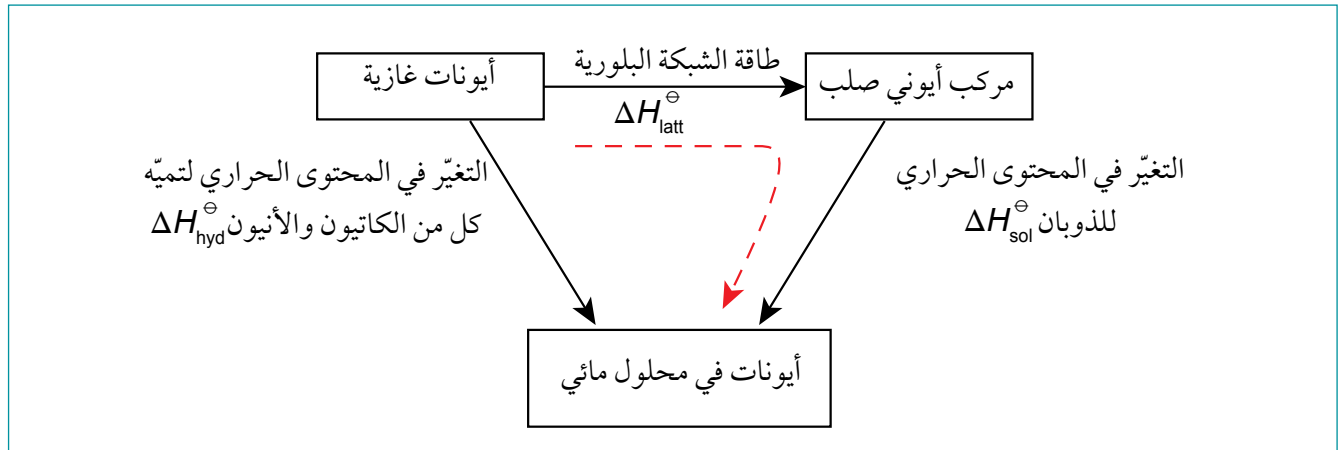 أيونات غازية
طاقة الشبكة البلورية
ΔH⦵latt
مركب أيوني صلب
التغيّر في المحتوى الحراري لتميّه
كل من الكاتيون والأنيون ΔH⦵hyd
التغيّر في المحتوى الحراري
للذوبان ΔH⦵sol
أيونات في محلول مائي